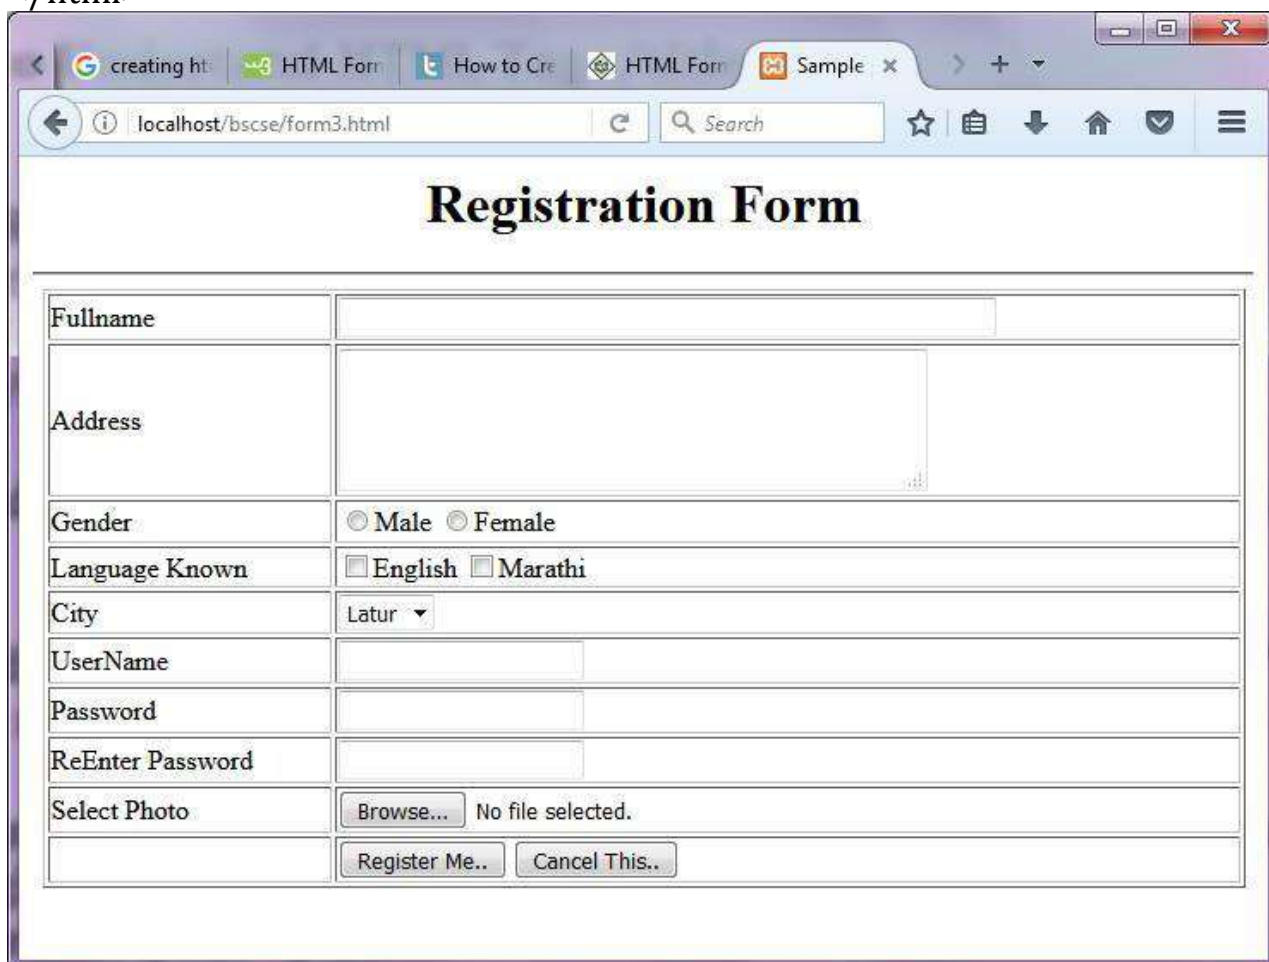 creating ht HTML Form How to Cre HTML Form Sample
localhost/bscse/form3.html Search
Registration Form
Fullname
Address
Gender Male Female
Language Known English Marathi
City Latur
UserName
Password
ReEnter Password
Select Photo Browse... No file selected.
Register Me.. Cancel This..